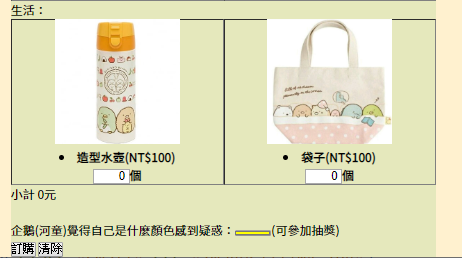 生活：
造型水壺(NT$100)
0個
袋子(NT$100)
0個
小計 0元
企鵝(河童)覺得自己是什麼顏色感到疑惑：(可參加抽獎)
訂購 清除